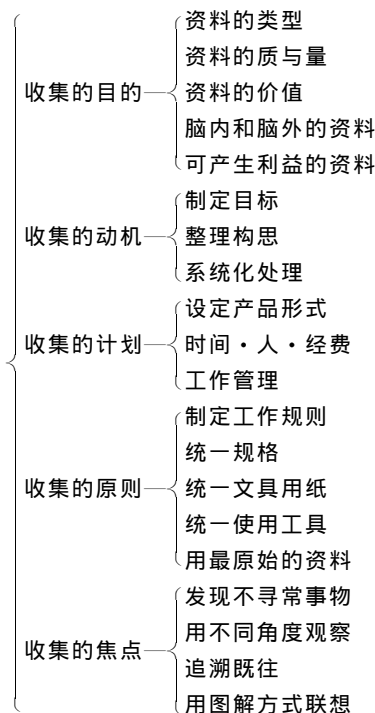 收集的目的
资料的类型
资料的质与量
资料的价值
脑内和脑外的资料
可产生利益的资料
收集的动机
制定目标
整理构思
系统化处理
收集的计划
设定产品形式
时间·人·经费
工作管理
收集的原则
制定工作规则
统一规格
统一文具用纸
统一使用工具
用最原始的资料
收集的焦点
发现不寻常事物
用不同角度观察
追溯既往
用图解方式联想